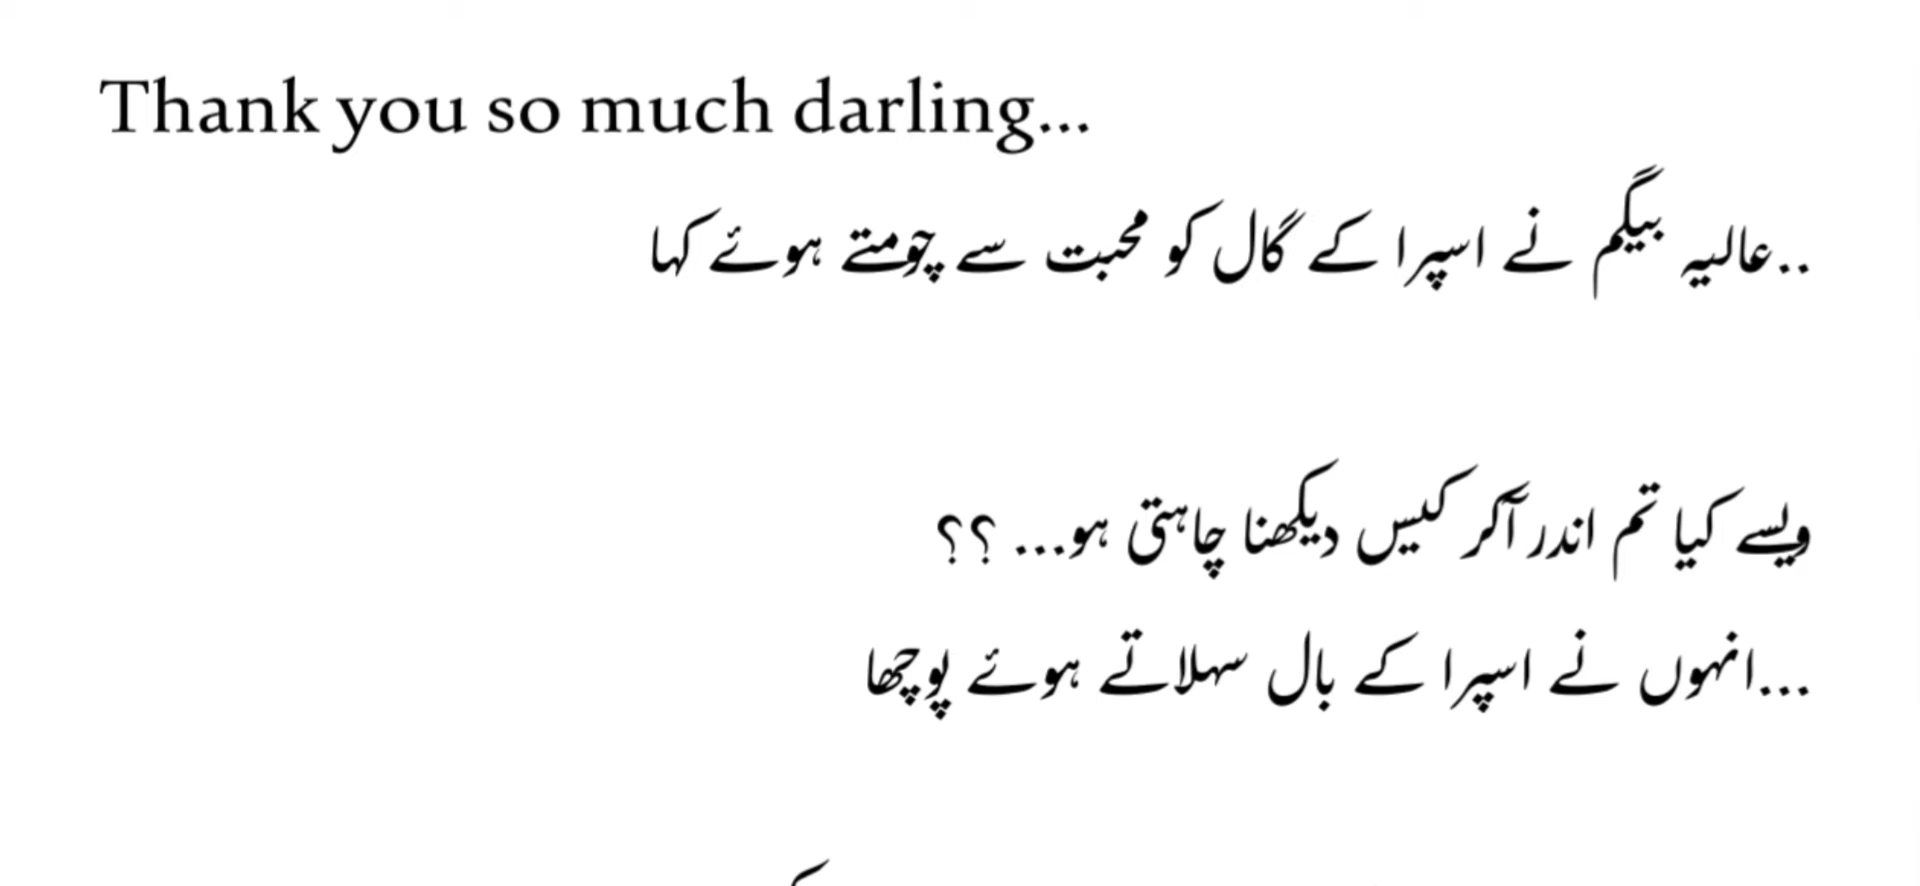 Thank you so much darling...
..عالیہ بیگم نے اسپرا کے گال کو محبت سے چومتے ہوئے کہا
ویسے کیا تم اندر آکر کیس دیکھنا چاہتی ہو... ؟؟
...انہوں نے اسپرا کے بال سہلاتے ہوئے پوچھا